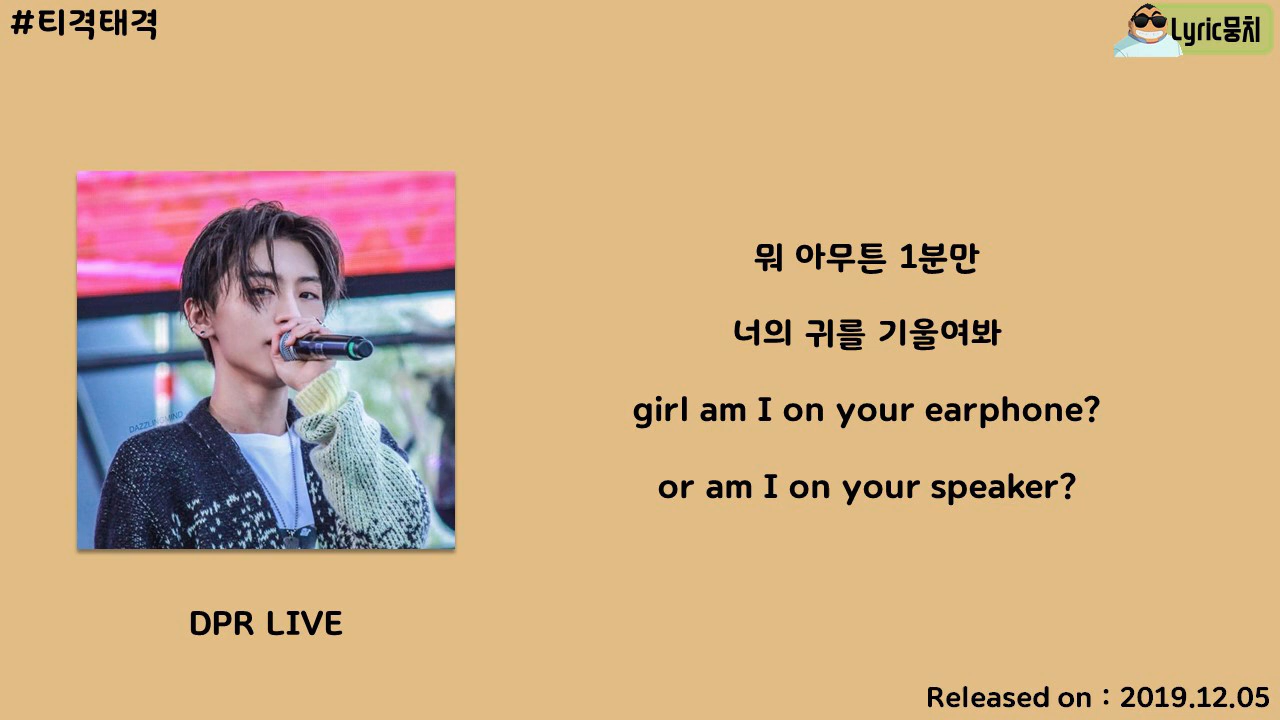 #티격태격
Lyric뭉치
뭐 아무튼 1분만
너의 귀를 기울여봐
girl am I on your earphone?
or am I on your speaker?
DAZZLINGMIND
DPR LIVE
Released on : 2019.12.05